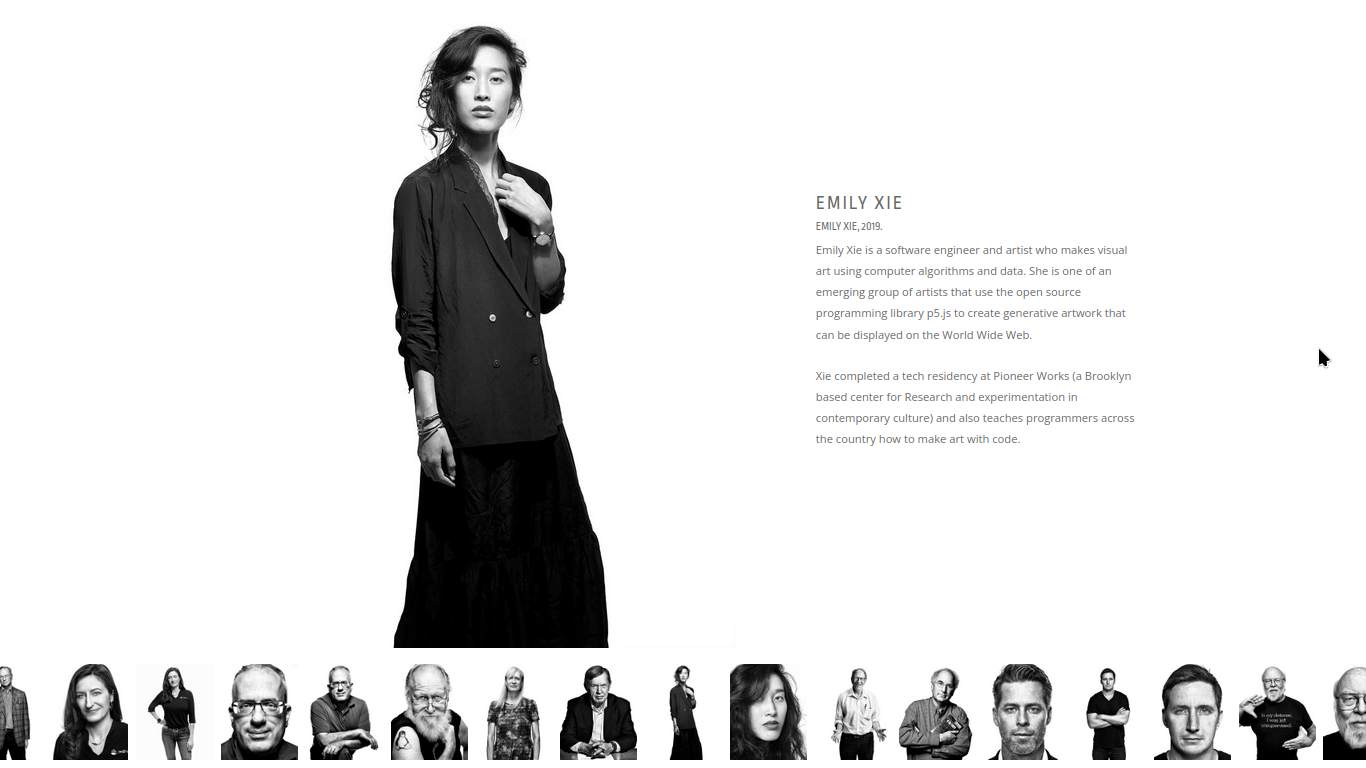 EMILY XIE
EMILY XIE, 2019.
Emily Xie is a software engineer and artist who makes visual
art using computer algorithms and data. She is one of an
emerging group of artists that use the open source
programming library p5.js to create generative artwork that
can be displayed on the World Wide Web.
Xie completed a tech residency at Pioneer Works (a Brooklyn
based center for Research and experimentation in
contemporary culture) and also teaches programmers across
the country how to make art with code.